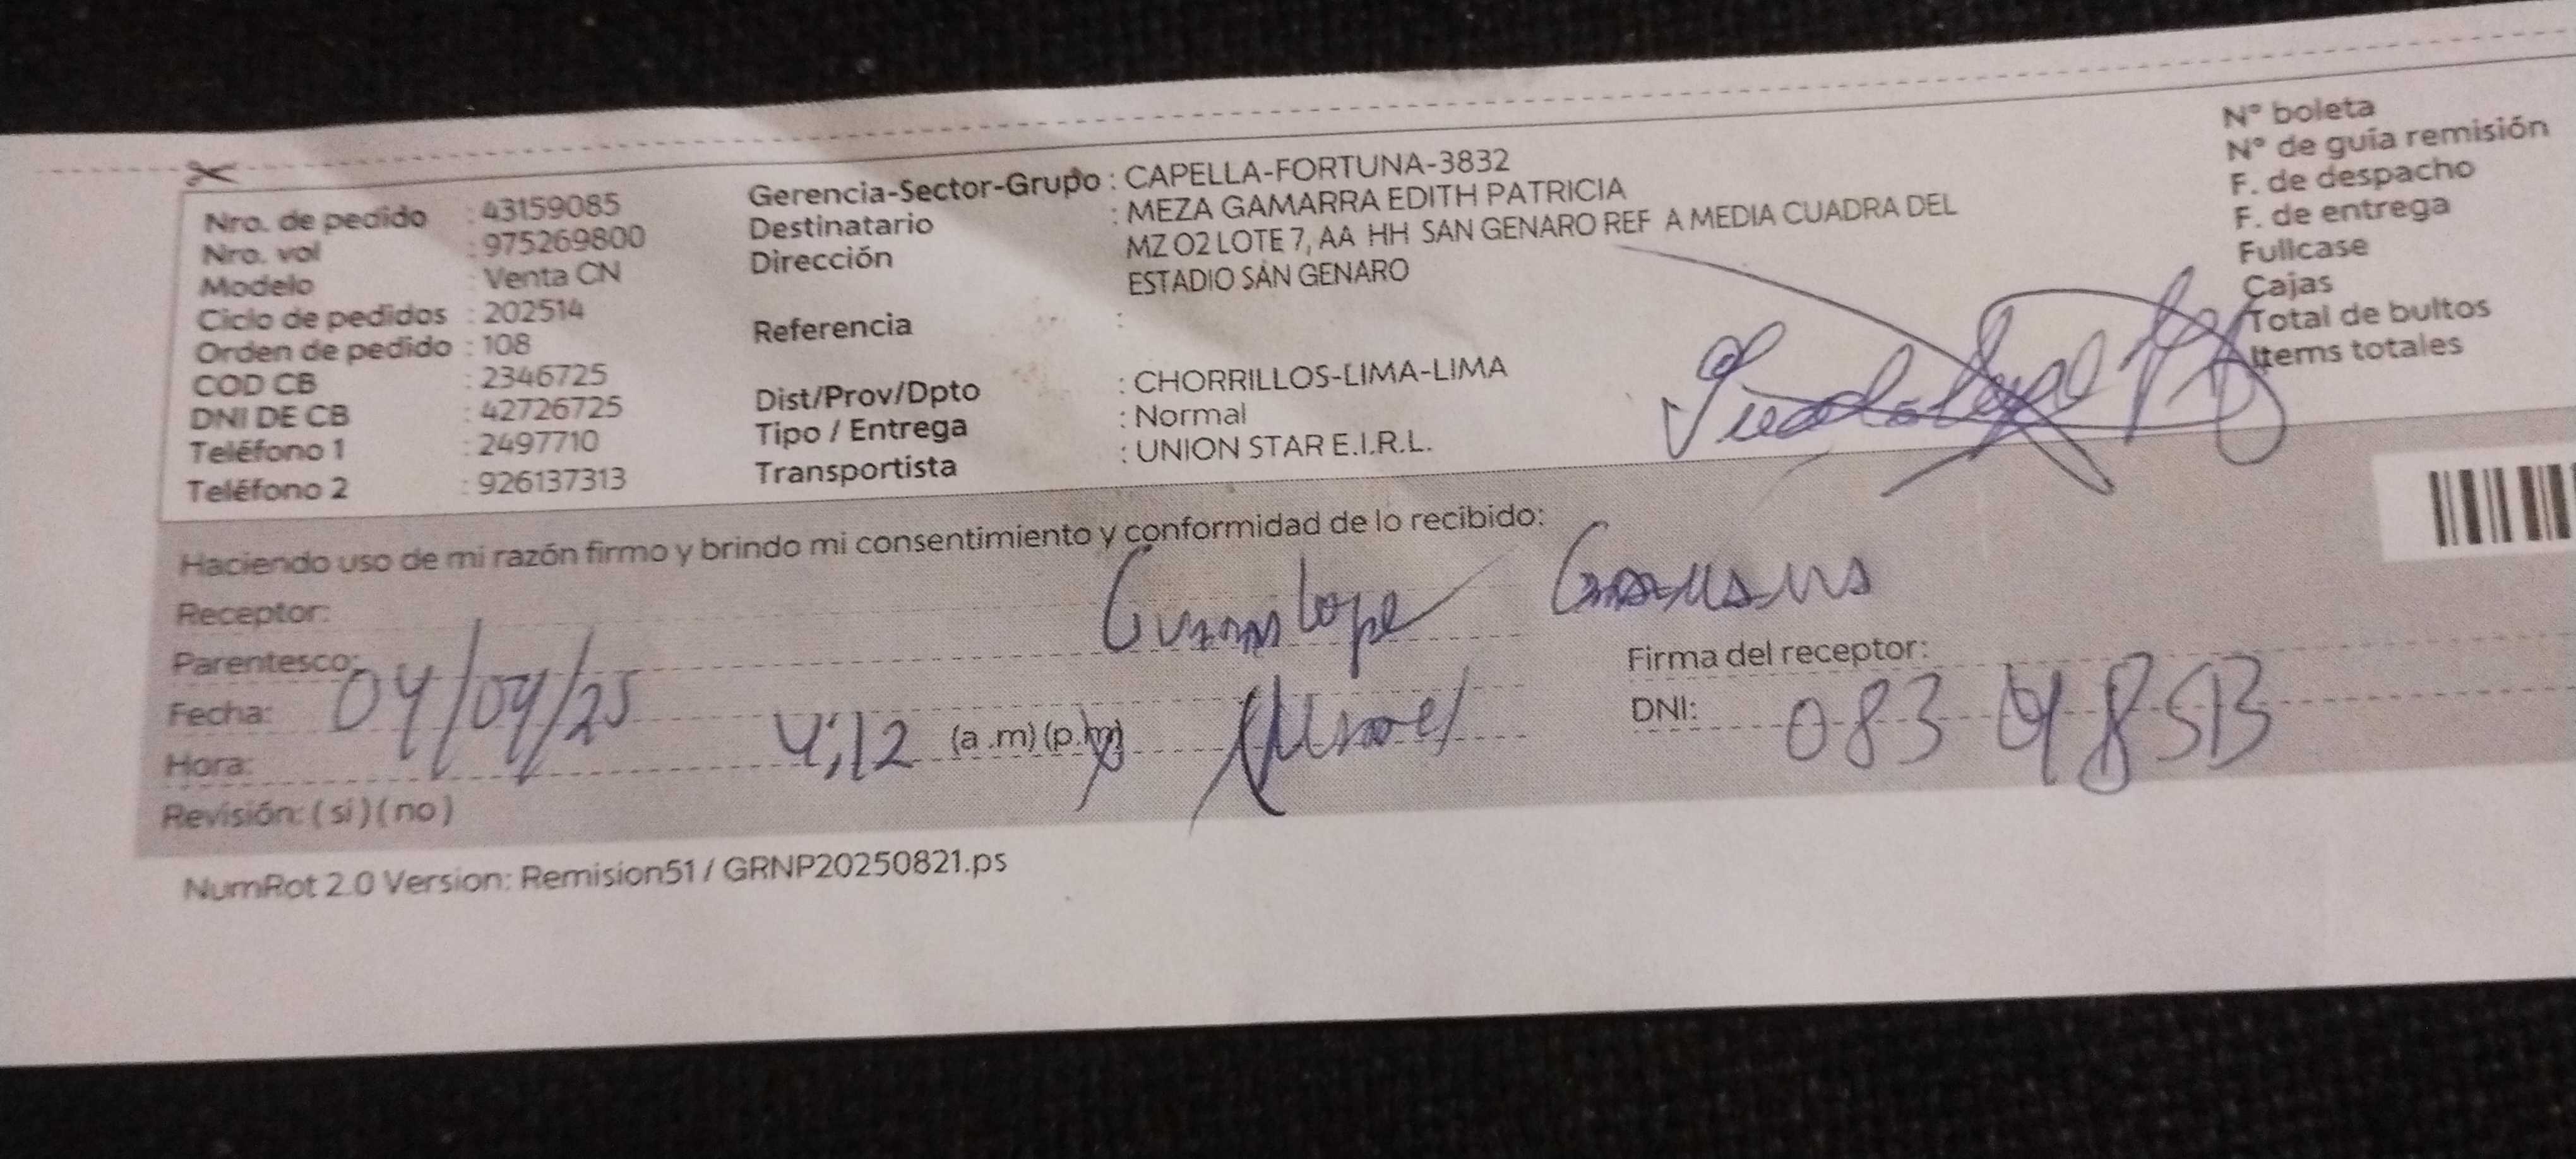 Nro. de pedido : 43159085
Nro. vol : 975269800
Modelo : Venta CN
Ciclo de pedidos : 202514
Orden de pedido : 108
COD CB : 2346725
DNI DE CB : 42726725
Teléfono 1 : 2497710
Teléfono 2 : 926137313
Gerencia-Sector-Grupo : CAPELLA-FORTUNA-3832
Destinatario : MEZA GAMARRA EDITH PATRICIA
Dirección MZ O2 LOTE 7, AA HH SAN GENARO REF A MEDIA CUADRA DEL
ESTADIO SAN GENARO
Referencia :
Dist/Prov/Dpto : CHORRILLOS-LIMA-LIMA
Tipo / Entrega : Normal
Transportista : UNION STAR E.I.R.L.
N° boleta
N° de guía remisión
F. de despacho
F. de entrega
Fullcase
Cajas
Total de bultos
Items totales
Haciendo uso de mi razón firmo y brindo mi consentimiento y conformidad de lo recibido:
Receptor:
Parentesco:
Fecha: 04/09/25
Hora: 4:12 (a.m) (p.m)
Revisión: ( si ) ( no )
Firma del receptor:
DNI:
NumRot 2.0 Version: Remision51 / GRNP20250821.ps